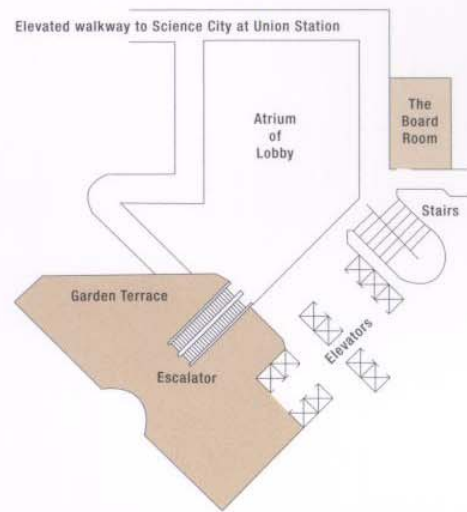 Elevated walkway to Science City at Union Station
Atrium
of
Lobby
The
Board
Room
Stairs
Garden Terrace
Elevators
Escalator